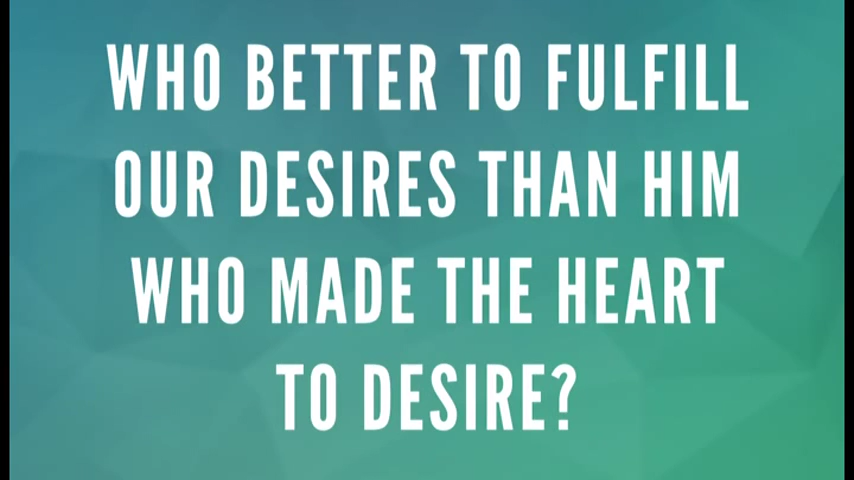 WHO BETTER TO FULFILL
OUR DESIRES THAN HIM
WHO MADE THE HEART
TO DESIRE?